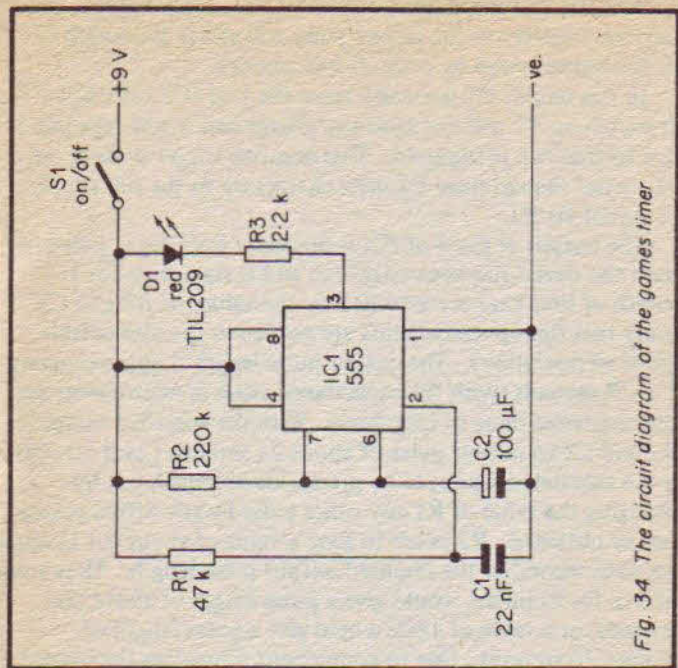 S1
on/off
+9 V
D1
red
TIL209
R3
2·2 k
R2
220 k
R1
47k
4
8
7
3
IC1
555
6
2
1
C1
22 nF
C2
100 µF
−ve.
Fig. 34 The circuit diagram of the games timer